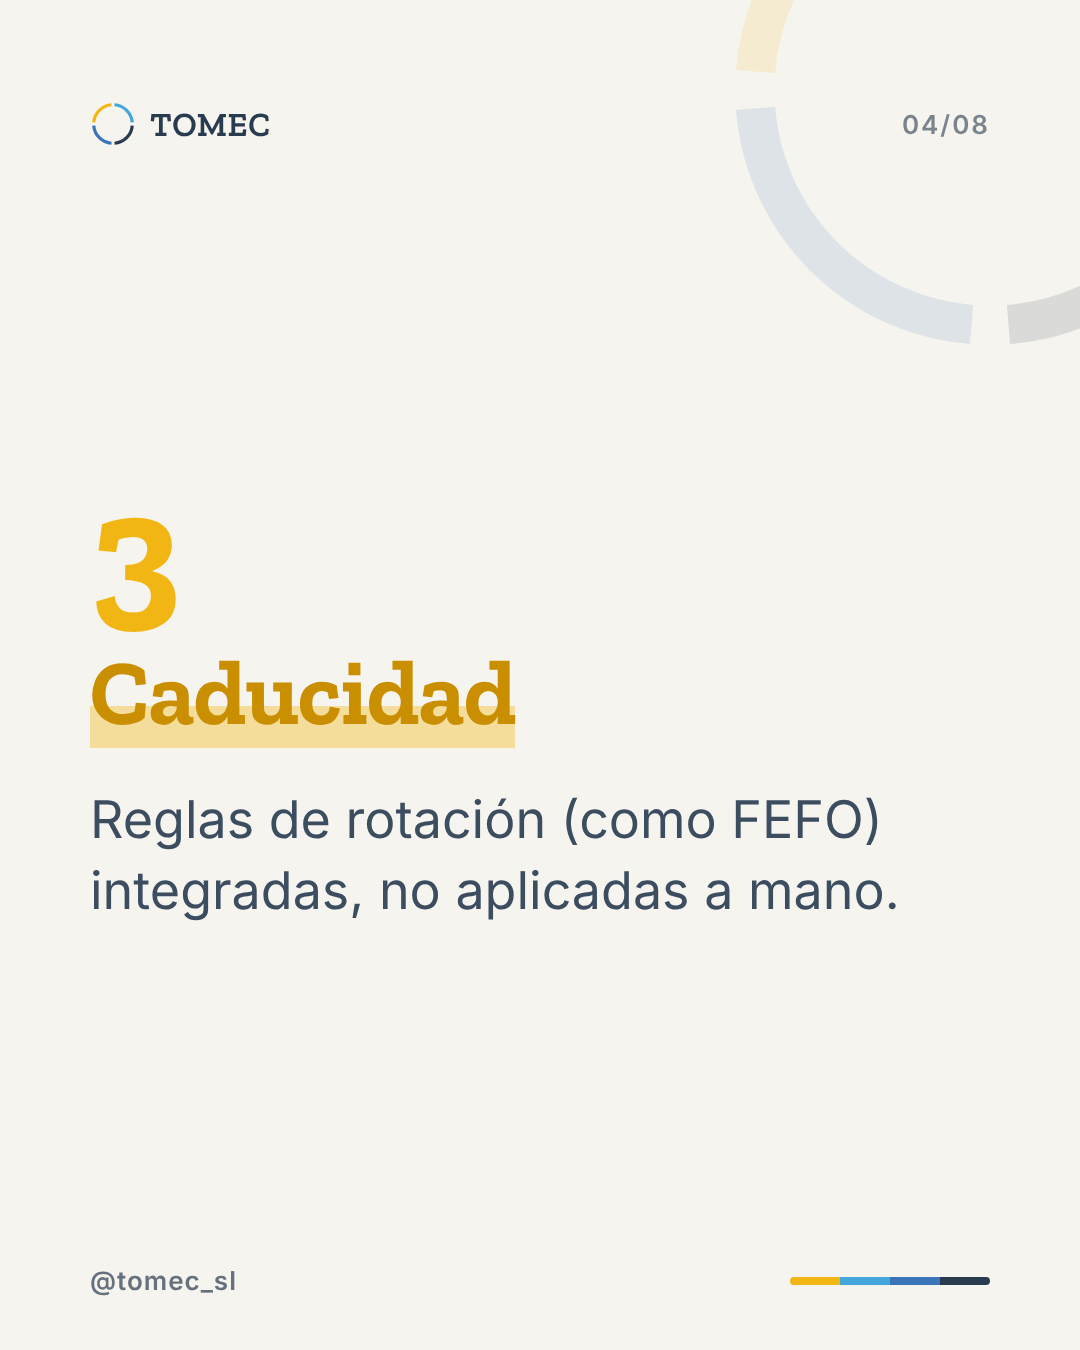 TOMEC
04/08
3
Caducidad
Reglas de rotación (como FEFO)
integradas, no aplicadas a mano.
@tomec_sl